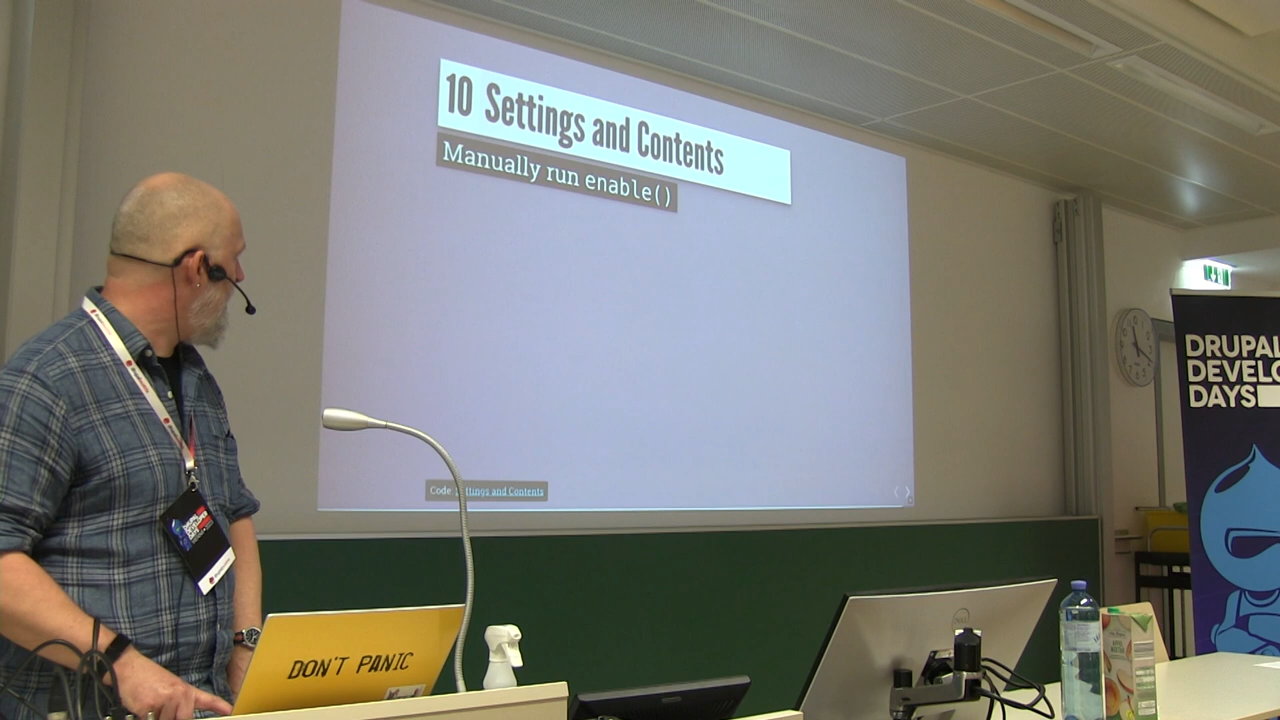 10 Settings and Contents
Manually run enable()
Code: Settings and Contents
DRUPAL
DEVELO
DAYS
DON'T PANIC